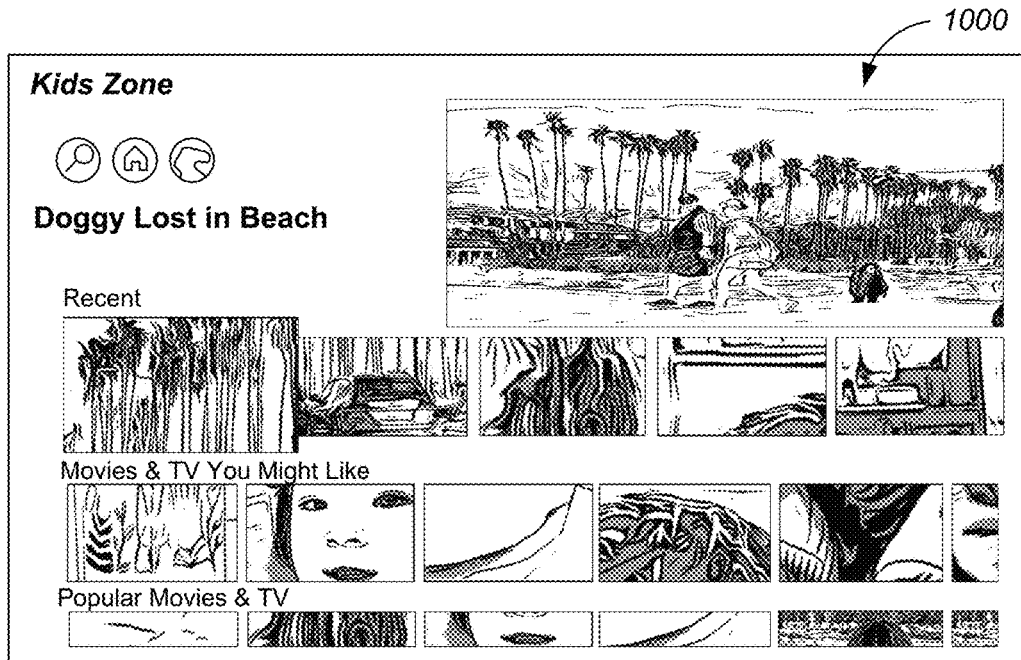 1000
Kids Zone
Doggy Lost in Beach
Recent
Movies & TV You Might Like
Popular Movies & TV